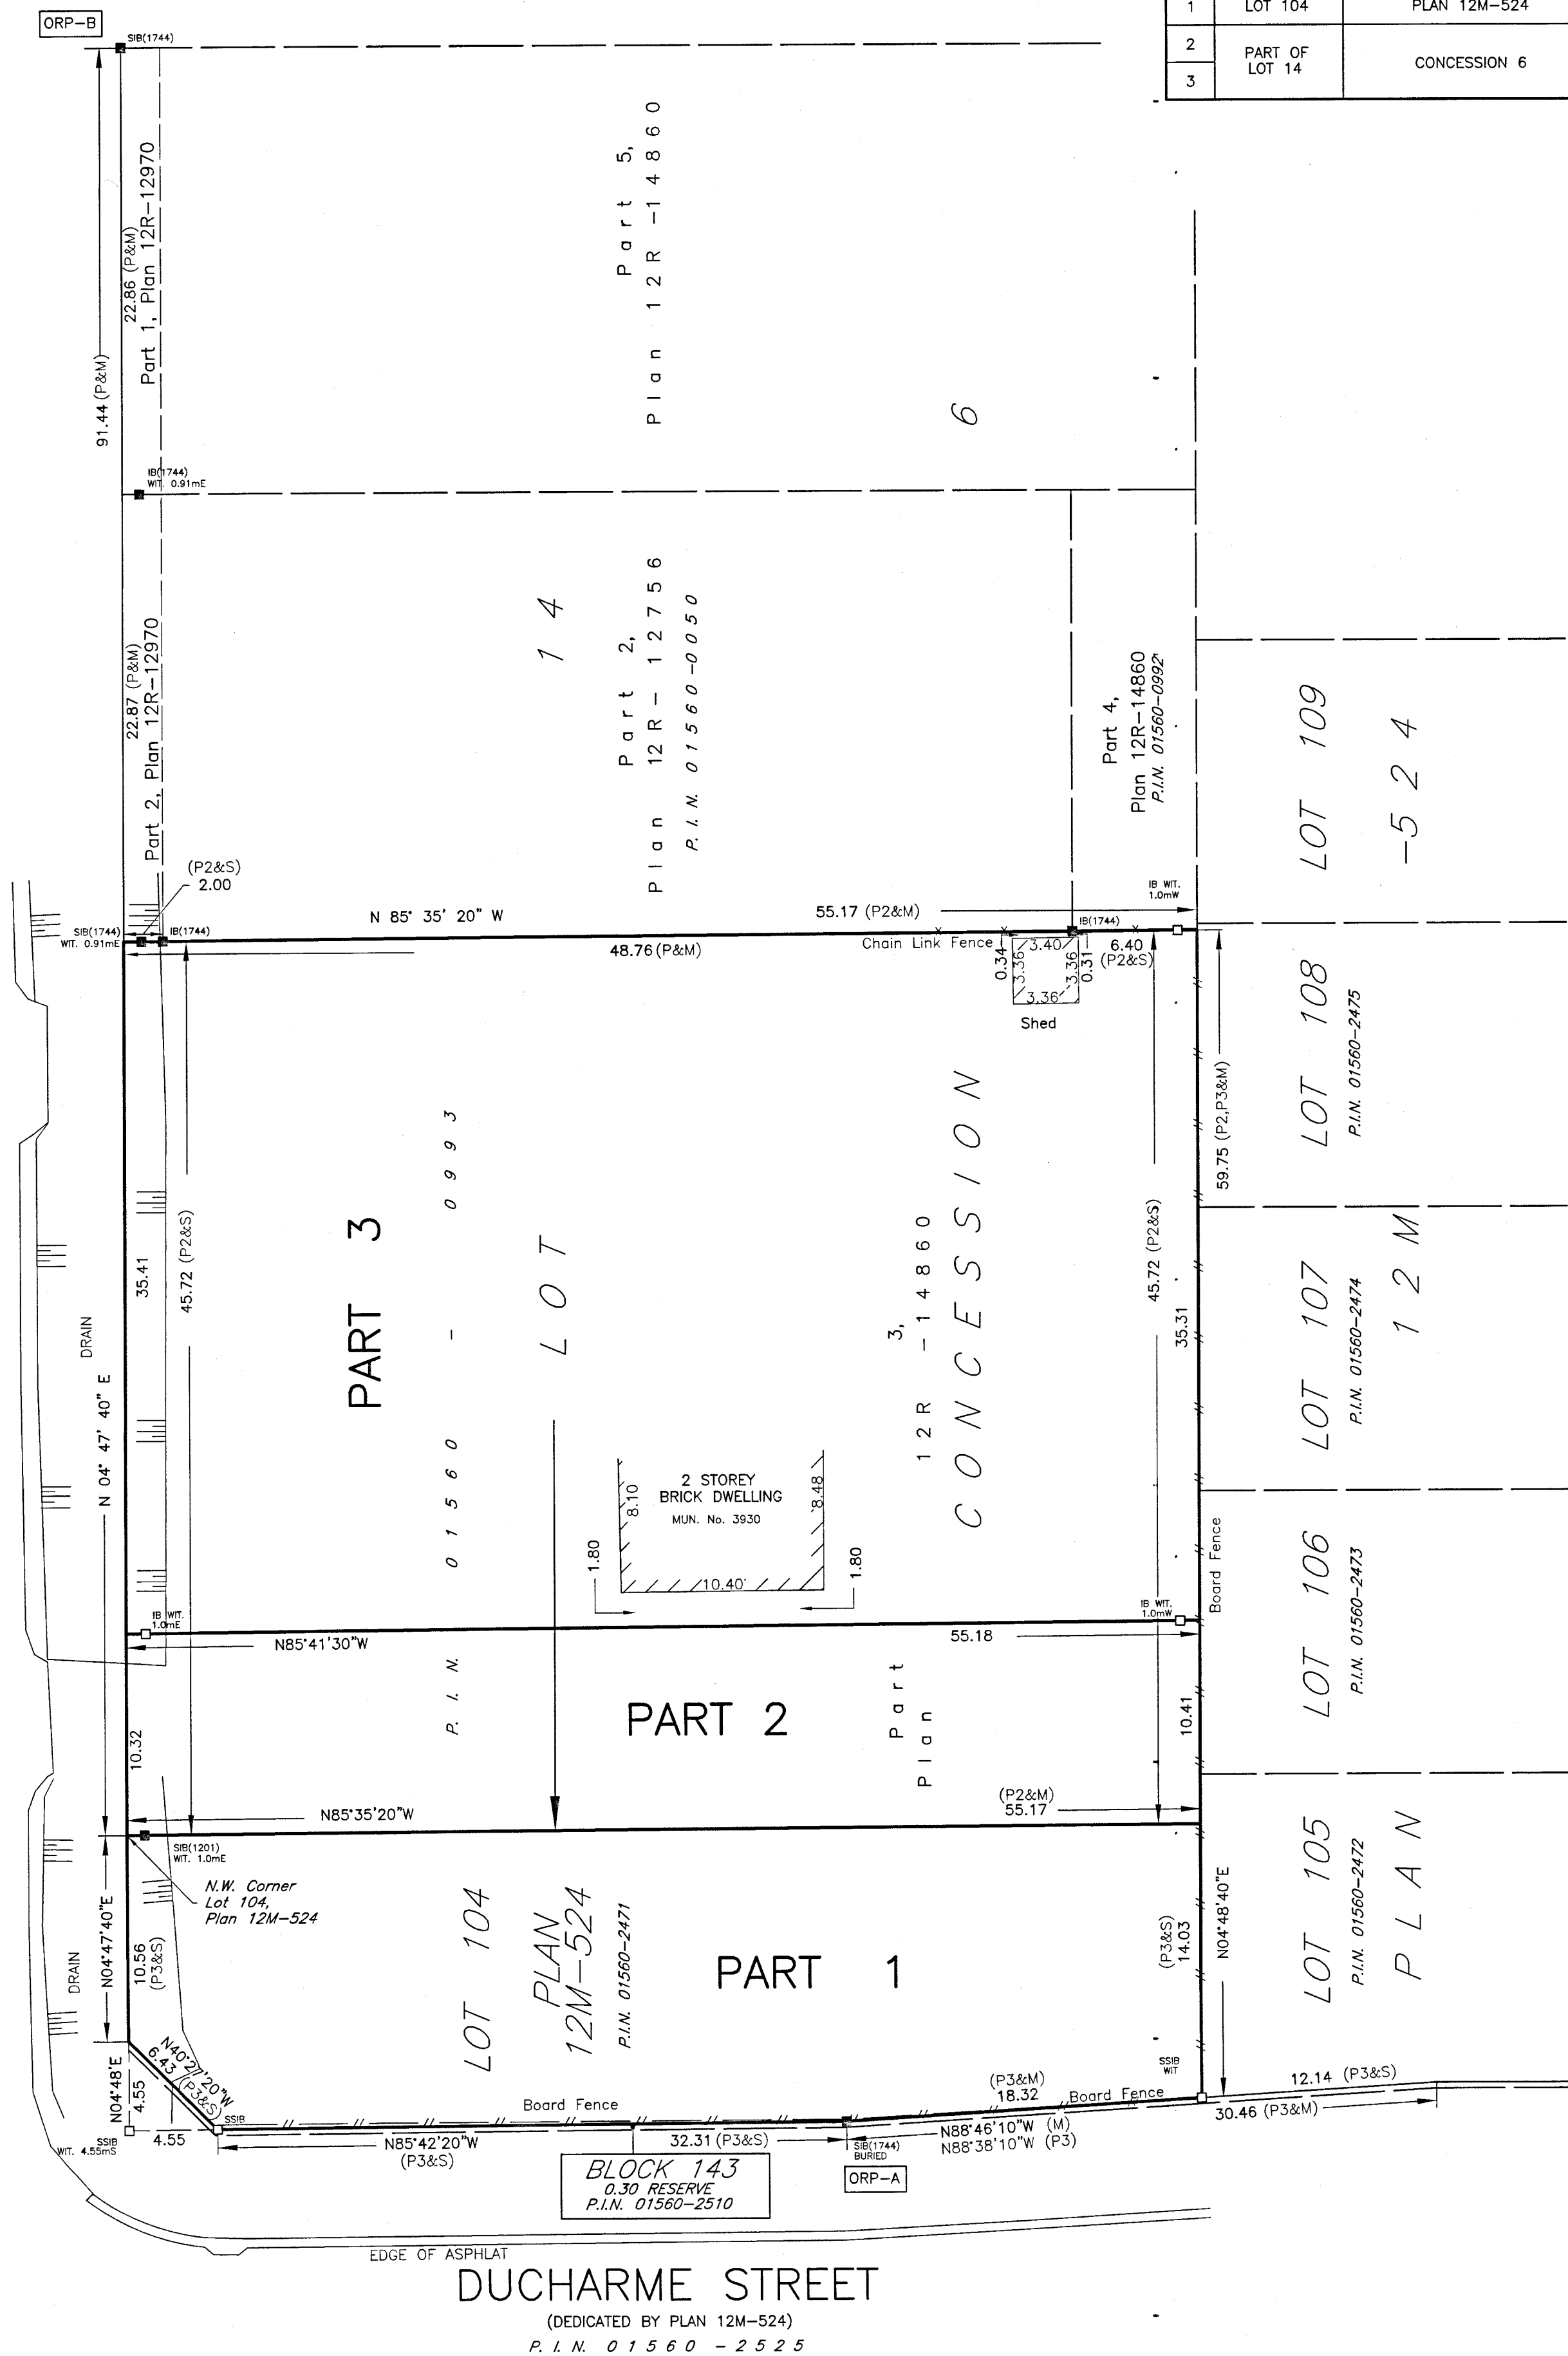 1 LOT 104 PLAN 12M-524
2
PART OF
LOT 14
CONCESSION 6
3
ORP-B
SIB(1744)
91.44 (P&M)
22.86 (P&M)
Part 1, Plan 12R-12970
Part 5,
Plan 12R-14860
6
IB(1744)
WIT. 0.91mE
22.87 (P&M)
Part 2, Plan 12R-12970
14
Part 2,
Plan 12R-12756
P.I.N. 01560-0050
Part 4,
Plan 12R-14860
P.I.N. 01560-0992
LOT 109
-524
(P2&S)
2.00
SIB(1744)
WIT. 0.91mE
IB(1744)
N 85° 35' 20" W
55.17 (P2&M)
IB WIT.
1.0mW
IB(1744)
48.76 (P&M)
Chain Link Fence
0.34
3.40
3.36
3.36
3.36
0.31
6.40
(P2&S)
Shed
LOT 108
P.I.N. 01560-2475
59.75 (P2,P3&M)
DRAIN
N 04° 47' 40" E
35.41
45.72 (P2&S)
PART 3
P.I.N. 01560 - 0993
LOT
Part 3,
Plan 12R-14860
CONCESSION
45.72 (P2&S)
35.31
LOT 107
P.I.N. 01560-2474
12M
2 STOREY
BRICK DWELLING
MUN. No. 3930
8.10
8.48
10.40
1.80
1.80
Board Fence
LOT 106
P.I.N. 01560-2473
IB WIT.
1.0mE
IB WIT.
1.0mW
N85°41'30"W
55.18
PART 2
10.32
10.41
N85°35'20"W
(P2&M)
55.17
SIB(1201)
WIT. 1.0mE
N.W. Corner
Lot 104,
Plan 12M-524
DRAIN
N04°47'40"E
10.56
(P3&S)
LOT 104
PLAN
12M-524
P.I.N. 01560-2471
PART 1
(P3&S)
14.03
N04°48'40"E
LOT 105
P.I.N. 01560-2472
PLAN
N40°27'20"W
6.43
(P3&S)
N04°48'E
4.55
4.55
SSIB
WIT. 4.55mS
SSIB
Board Fence
(P3&M)
18.32
Board Fence
SSIB
WIT
12.14 (P3&S)
30.46 (P3&M)
N85°42'20"W
(P3&S)
32.31 (P3&S)
SIB(1744)
BURIED
N88°46'10"W (M)
N88°38'10"W (P3)
ORP-A
BLOCK 143
0.30 RESERVE
P.I.N. 01560-2510
EDGE OF ASPHLAT
DUCHARME STREET
(DEDICATED BY PLAN 12M-524)
P.I.N. 01560-2525